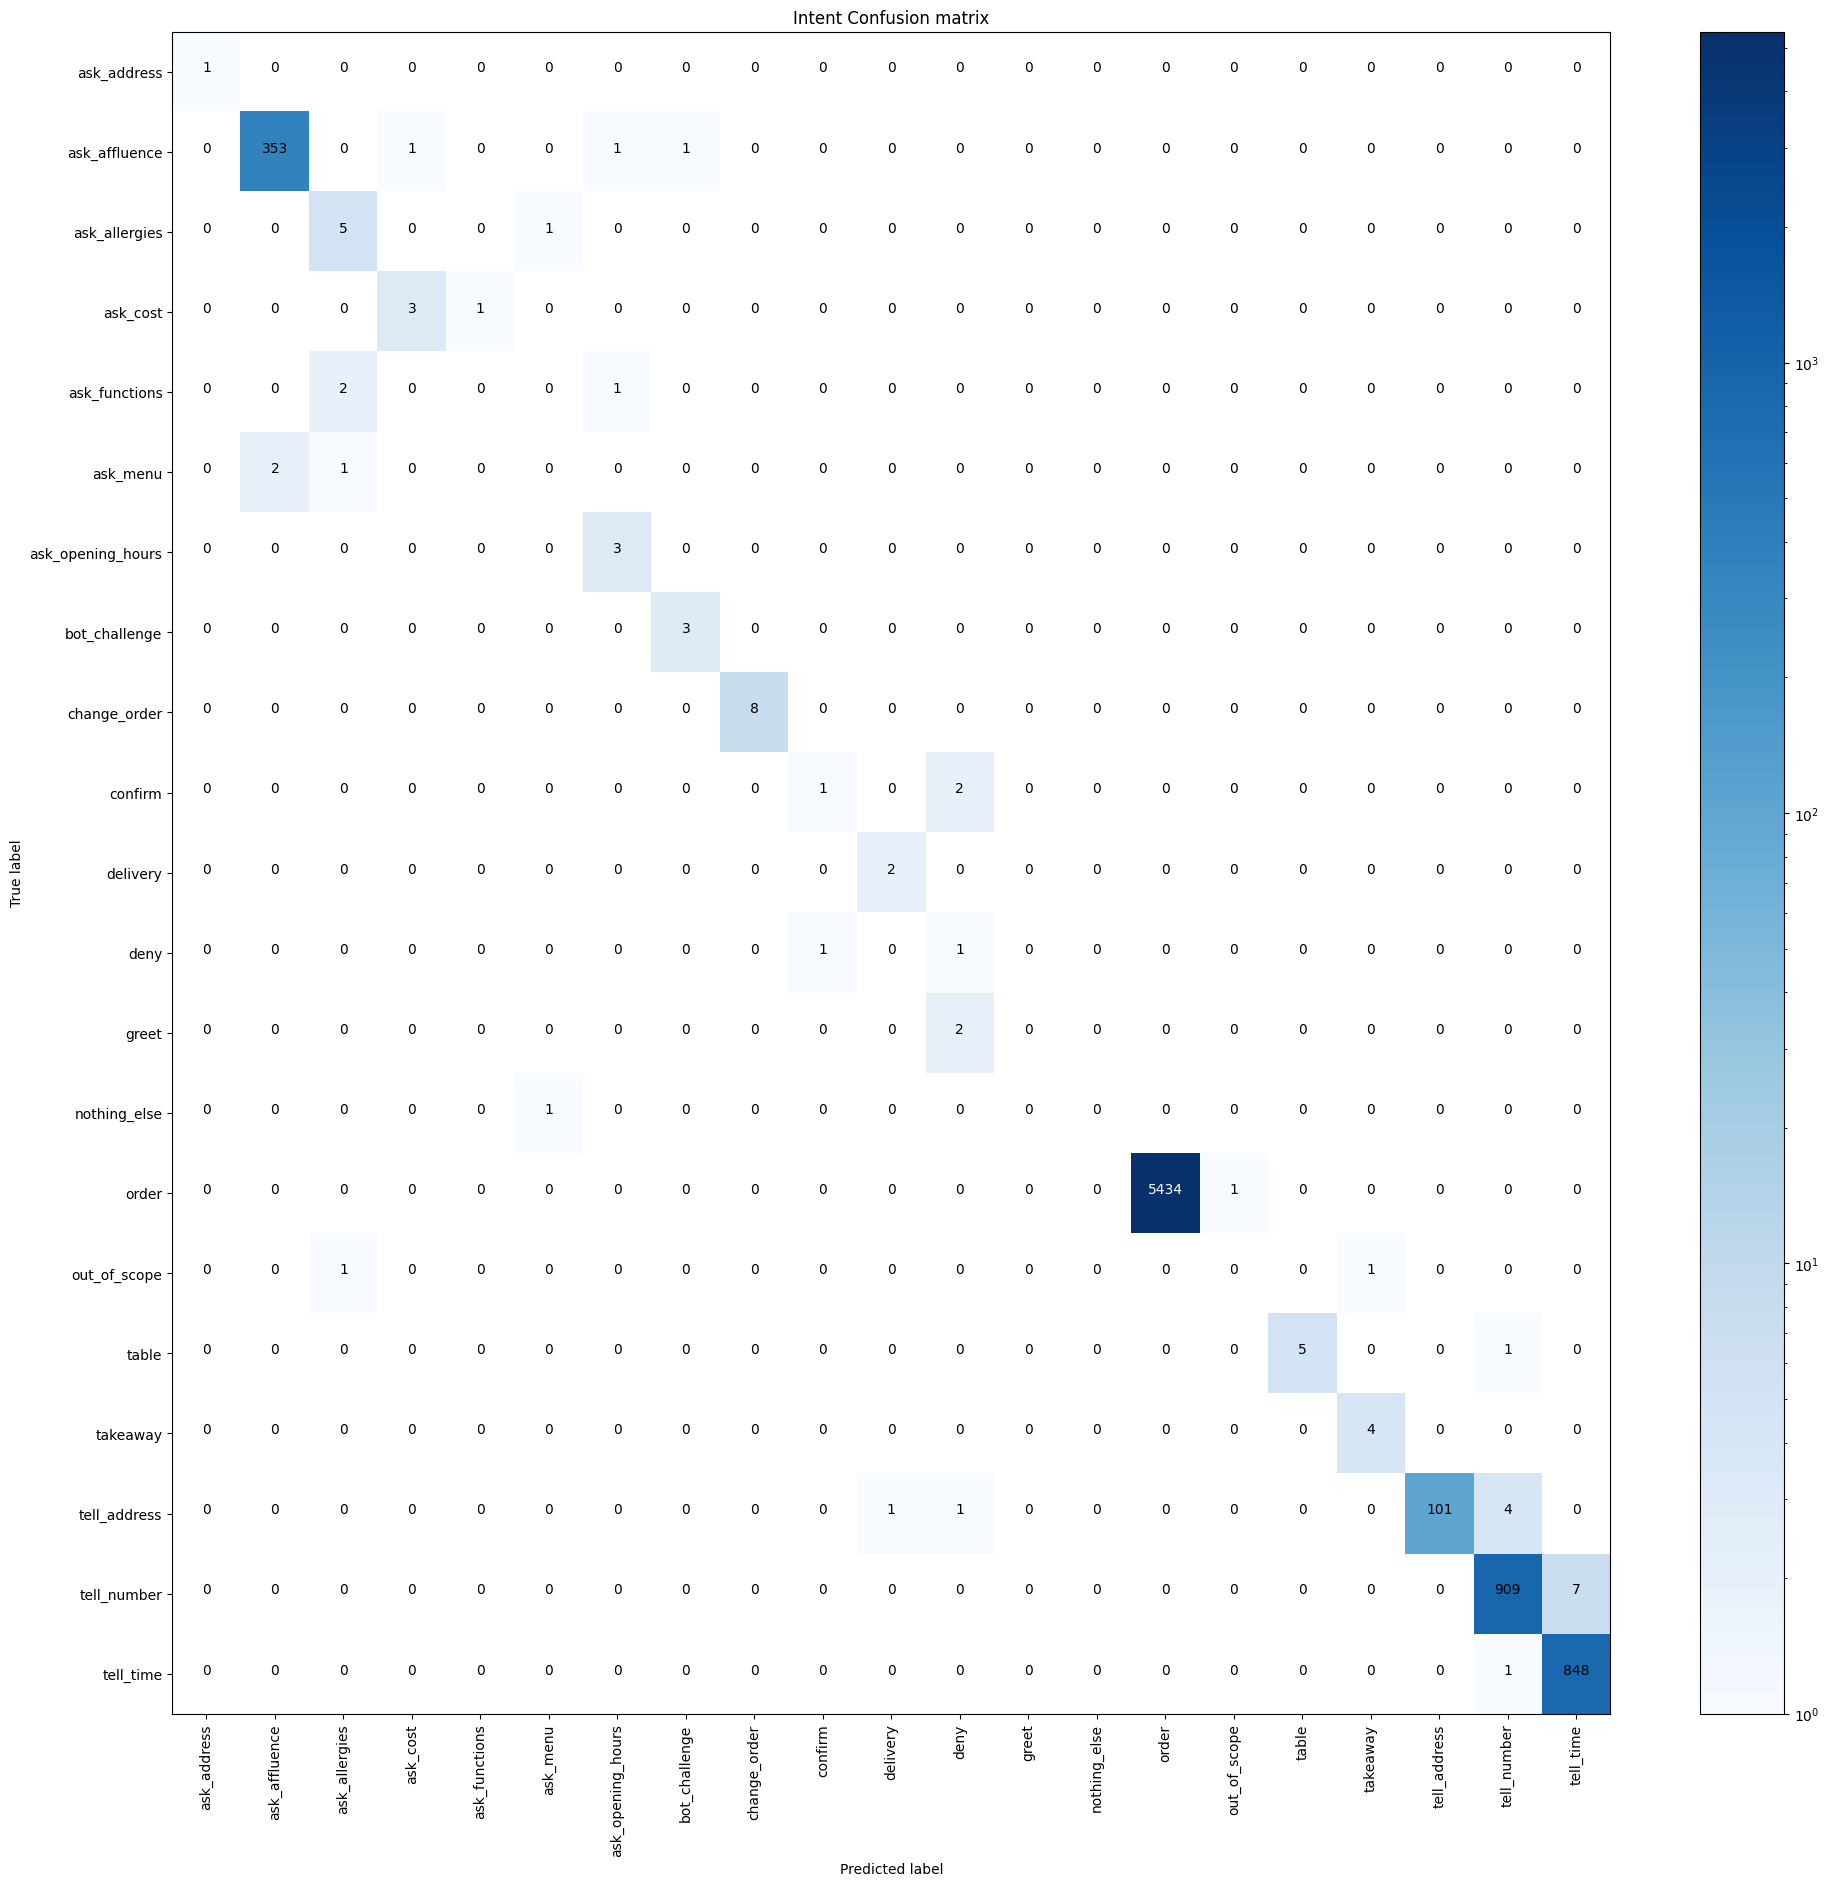 Intent Confusion matrix
ask_address 1 0 0 0 0 0 0 0 0 0 0 0 0 0 0 0 0 0 0 0 0
ask_affluence 0 353 0 1 0 0 1 1 0 0 0 0 0 0 0 0 0 0 0 0 0
ask_allergies 0 0 5 0 0 1 0 0 0 0 0 0 0 0 0 0 0 0 0 0 0
ask_cost 0 0 0 3 1 0 0 0 0 0 0 0 0 0 0 0 0 0 0 0 0
ask_functions 0 0 2 0 0 0 1 0 0 0 0 0 0 0 0 0 0 0 0 0 0
ask_menu 0 2 1 0 0 0 0 0 0 0 0 0 0 0 0 0 0 0 0 0 0
ask_opening_hours 0 0 0 0 0 0 3 0 0 0 0 0 0 0 0 0 0 0 0 0 0
bot_challenge 0 0 0 0 0 0 0 3 0 0 0 0 0 0 0 0 0 0 0 0 0
change_order 0 0 0 0 0 0 0 0 8 0 0 0 0 0 0 0 0 0 0 0 0
confirm 0 0 0 0 0 0 0 0 0 1 0 2 0 0 0 0 0 0 0 0 0
delivery 0 0 0 0 0 0 0 0 0 0 2 0 0 0 0 0 0 0 0 0 0
deny 0 0 0 0 0 0 0 0 0 1 0 1 0 0 0 0 0 0 0 0 0
greet 0 0 0 0 0 0 0 0 0 0 0 2 0 0 0 0 0 0 0 0 0
nothing_else 0 0 0 0 0 1 0 0 0 0 0 0 0 0 0 0 0 0 0 0 0
order 0 0 0 0 0 0 0 0 0 0 0 0 0 0 5434 1 0 0 0 0 0
out_of_scope 0 0 1 0 0 0 0 0 0 0 0 0 0 0 0 0 0 1 0 0 0
table 0 0 0 0 0 0 0 0 0 0 0 0 0 0 0 0 5 0 0 1 0
takeaway 0 0 0 0 0 0 0 0 0 0 0 0 0 0 0 0 0 4 0 0 0
tell_address 0 0 0 0 0 0 0 0 0 0 1 1 0 0 0 0 0 0 101 4 0
tell_number 0 0 0 0 0 0 0 0 0 0 0 0 0 0 0 0 0 0 0 909 7
tell_time 0 0 0 0 0 0 0 0 0 0 0 0 0 0 0 0 0 0 0 1 848
True label
ask_address
ask_affluence
ask_allergies
ask_cost
ask_functions
ask_menu
ask_opening_hours
bot_challenge
change_order
confirm
delivery
deny
greet
nothing_else
order
out_of_scope
table
takeaway
tell_address
tell_number
tell_time
Predicted label
10³
10²
10¹
10⁰